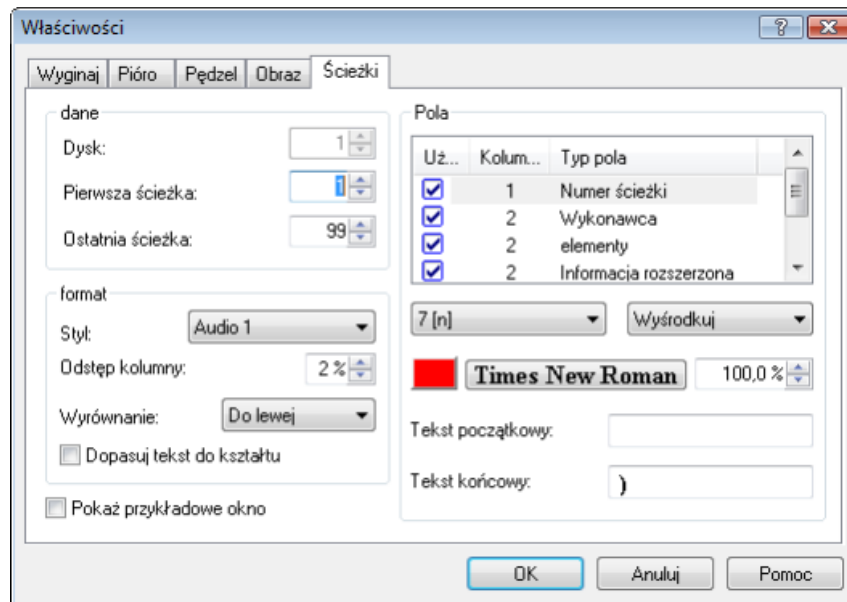 Właściwości
Wyginaj Pióro Pędzel Obraz Ścieżki
dane
Dysk: 1
Pierwsza ścieżka: 1
Ostatnia ścieżka: 99
format
Styl: Audio 1
Odstęp kolumny: 2 %
Wyrównanie: Do lewej
Dopasuj tekst do kształtu
Pokaż przykładowe okno
Pola
Uż... Kolum... Typ pola
1 Numer ścieżki
2 Wykonawca
2 elementy
2 Informacja rozszerzona
7 [n] Wyśrodkuj
Times New Roman 100,0 %
Tekst początkowy:
Tekst końcowy: )
OK Anuluj Pomoc